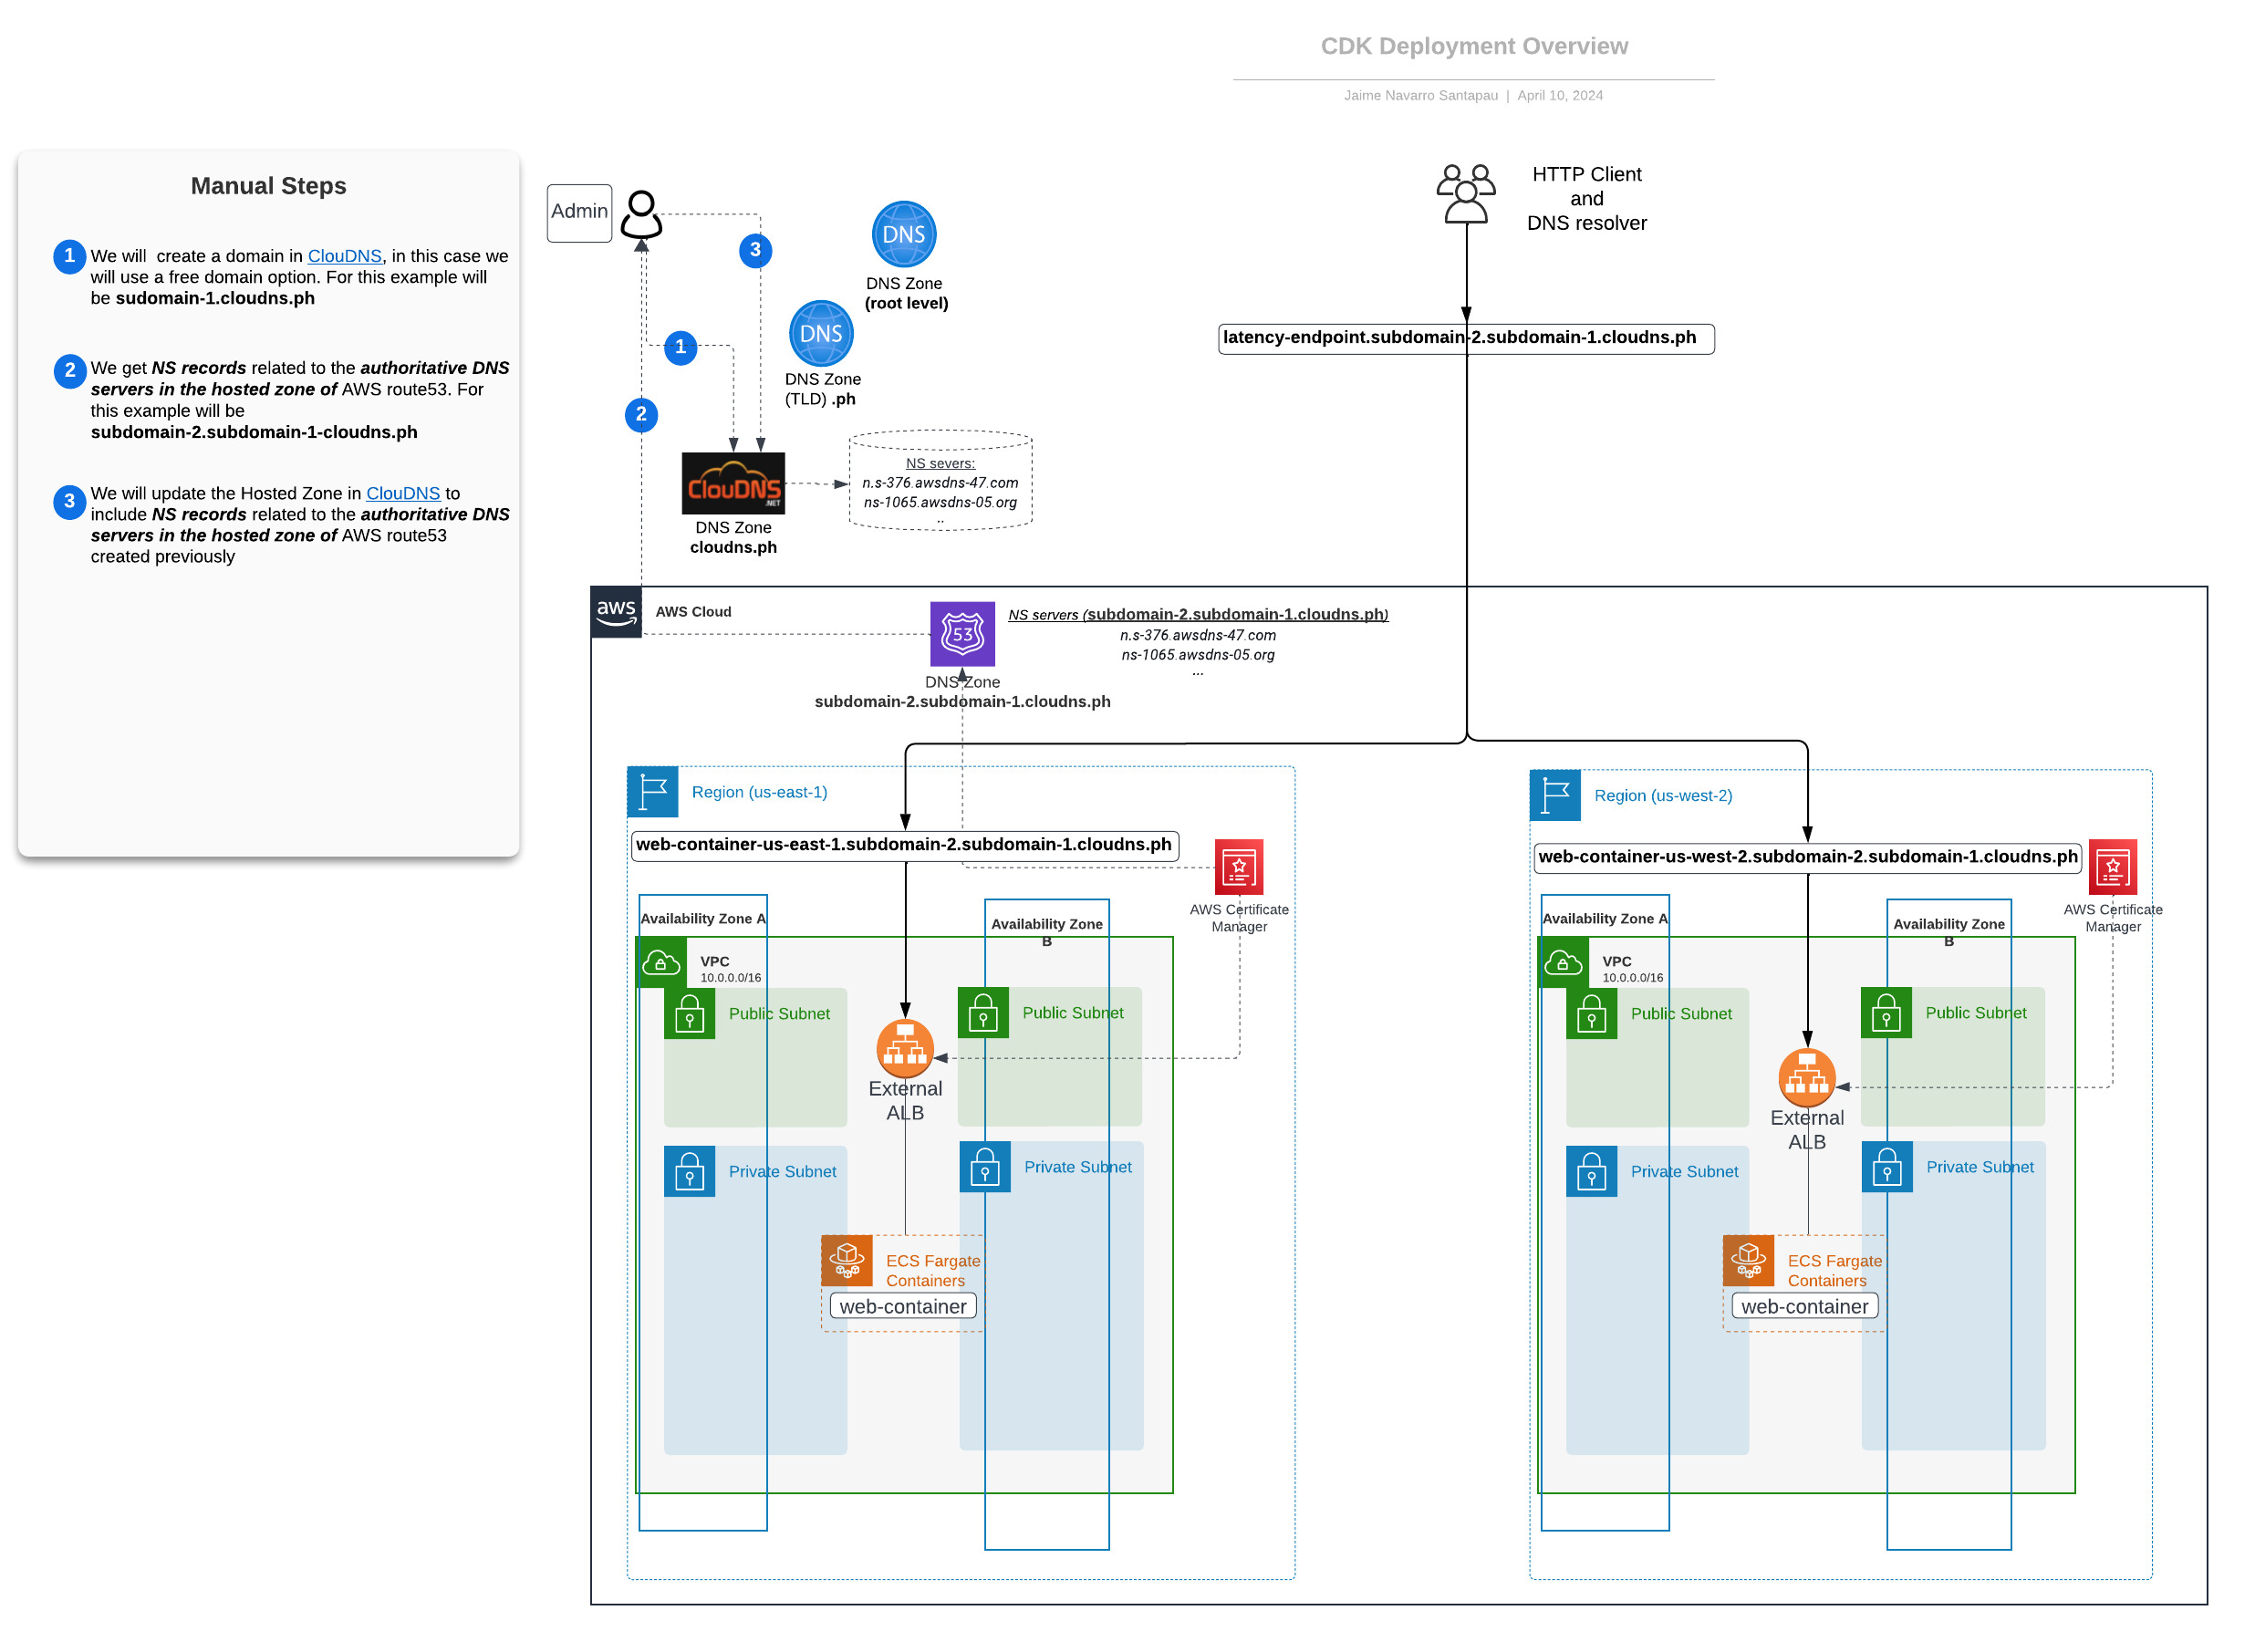 CDK Deployment Overview
Jaime Navarro Santapau | April 10, 2024
Manual Steps
1
We will create a domain in ClouDNS, in this case we
will use a free domain option. For this example will
be sudomain-1.cloudns.ph
2
We get NS records related to the authoritative DNS
servers in the hosted zone of AWS route53. For
this example will be
subdomain-2.subdomain-1-cloudns.ph
3
We will update the Hosted Zone in ClouDNS to
include NS records related to the authoritative DNS
servers in the hosted zone of AWS route53
created previously
Admin
3
1
2
DNS
DNS Zone
(root level)
DNS
DNS Zone
(TLD) .ph
ClouDNS
.NET
DNS Zone
cloudns.ph
NS severs:
n.s-376.awsdns-47.com
ns-1065.awsdns-05.org
..
HTTP Client
and
DNS resolver
latency-endpoint.subdomain-2.subdomain-1.cloudns.ph
aws
AWS Cloud
53
DNS Zone
subdomain-2.subdomain-1.cloudns.ph
NS servers (subdomain-2.subdomain-1.cloudns.ph)
n.s-376.awsdns-47.com
ns-1065.awsdns-05.org
...
Region (us-east-1)
web-container-us-east-1.subdomain-2.subdomain-1.cloudns.ph
AWS Certificate
Manager
Availability Zone A
Availability Zone
B
VPC
10.0.0.0/16
Public Subnet
Public Subnet
External
ALB
Private Subnet
Private Subnet
ECS Fargate
Containers
web-container
Region (us-west-2)
web-container-us-west-2.subdomain-2.subdomain-1.cloudns.ph
AWS Certificate
Manager
Availability Zone A
Availability Zone
B
VPC
10.0.0.0/16
Public Subnet
Public Subnet
External
ALB
Private Subnet
Private Subnet
ECS Fargate
Containers
web-container